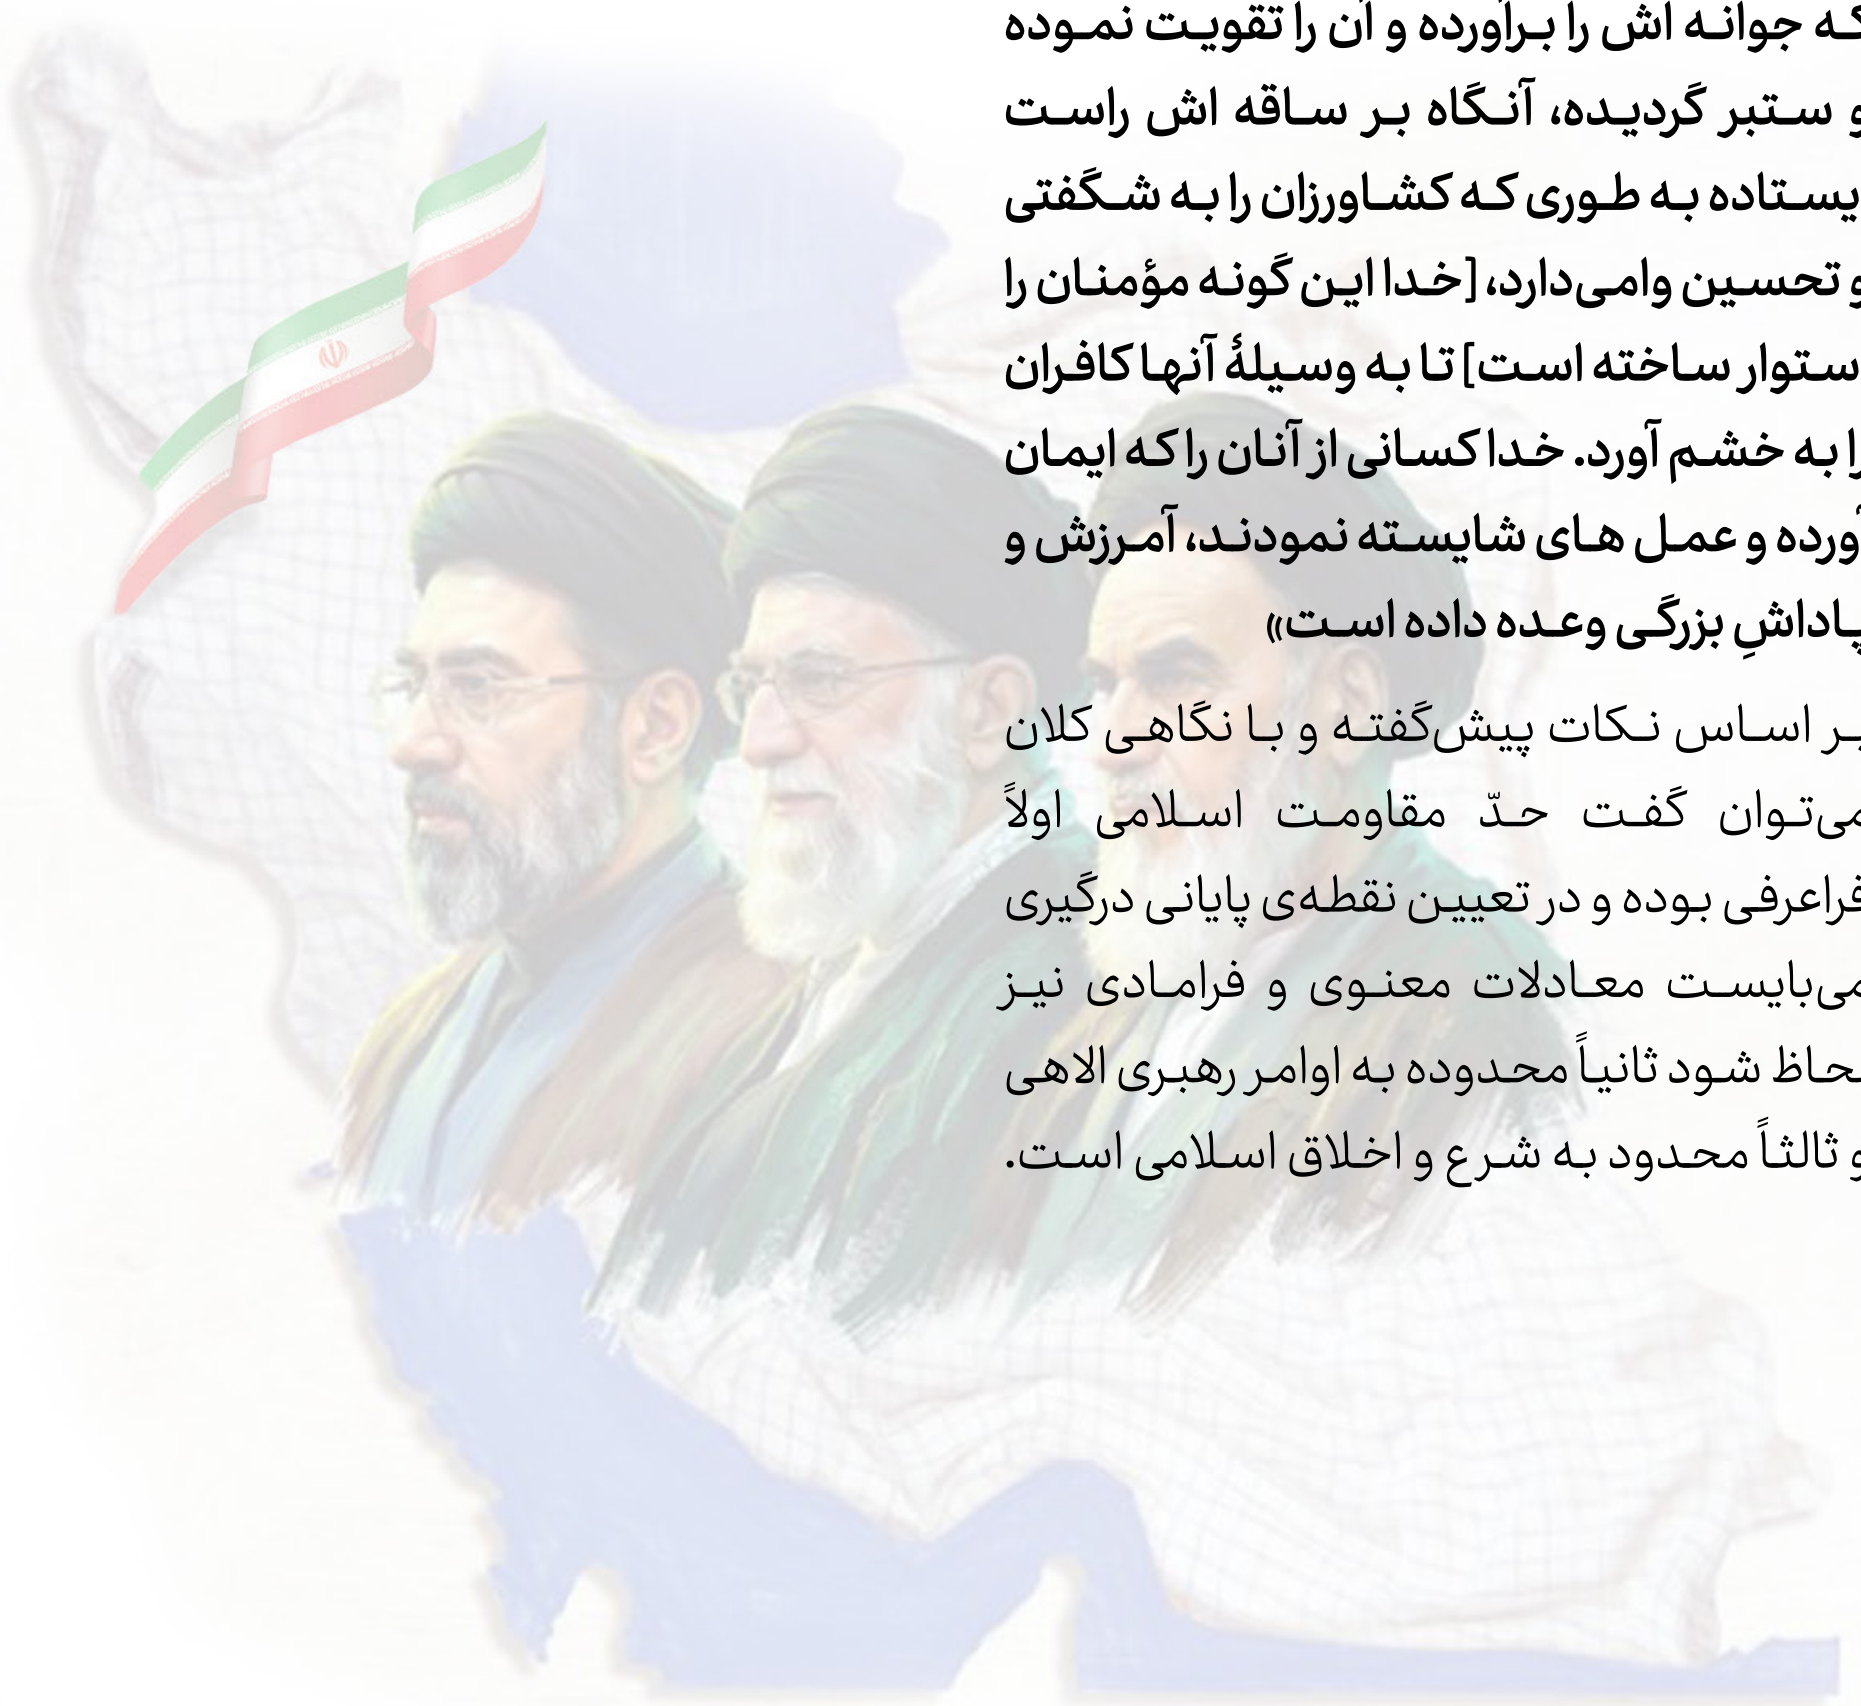 که جوانه اش را برآورده و آن را تقویت نموده
و ستبر گردیده، آنگاه بر ساقه اش راست
یستاده به طوری که کشاورزان را به شگفتی
و تحسین وامی‌دارد، [خدا این گونه مؤمنان را
ستوار ساخته است] تا به وسیلهٔ آنها کافران
را به خشم آورد. خدا کسانی از آنان را که ایمان
آورده و عمل های شایسته نمودند، آمرزش و
پاداشِ بزرگی وعده داده است»
بر اساس نکات پیش‌گفته و با نگاهی کلان
می‌توان گفت حدّ مقاومت اسلامی اولاً
فراعرفی بوده و در تعیین نقطه‌ی پایانی درگیری
می‌بایست معادلات معنوی و فرامادی نیز
لحاظ شود ثانیاً محدوده به اوامر رهبری الاهی
و ثالثاً محدود به شرع و اخلاق اسلامی است.